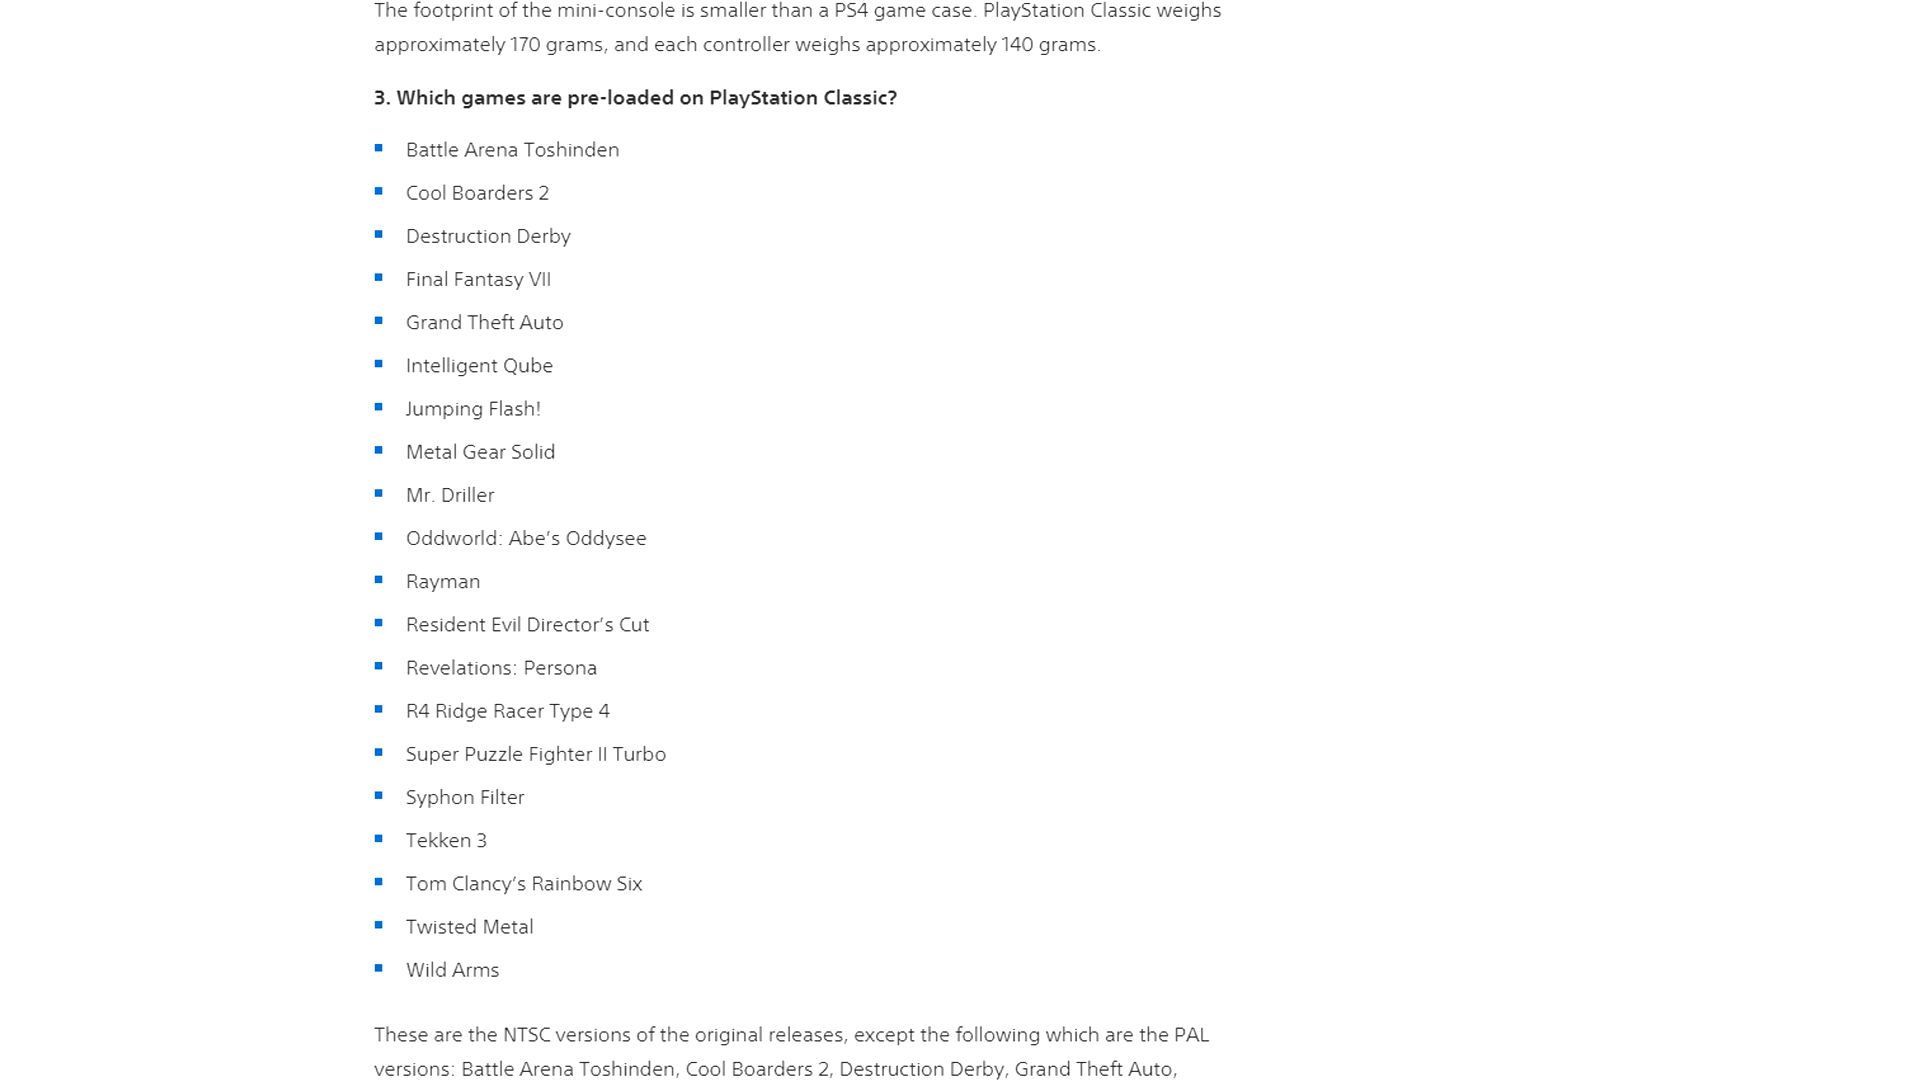 The footprint of the mini-console is smaller than a PS4 game case. PlayStation Classic weighs
approximately 170 grams, and each controller weighs approximately 140 grams.
3. Which games are pre-loaded on PlayStation Classic?
Battle Arena Toshinden
Cool Boarders 2
Destruction Derby
Final Fantasy VII
Grand Theft Auto
Intelligent Qube
Jumping Flash!
Metal Gear Solid
Mr. Driller
Oddworld: Abe's Oddysee
Rayman
Resident Evil Director's Cut
Revelations: Persona
R4 Ridge Racer Type 4
Super Puzzle Fighter II Turbo
Syphon Filter
Tekken 3
Tom Clancy's Rainbow Six
Twisted Metal
Wild Arms
These are the NTSC versions of the original releases, except the following which are the PAL
versions: Battle Arena Toshinden, Cool Boarders 2, Destruction Derby, Grand Theft Auto,